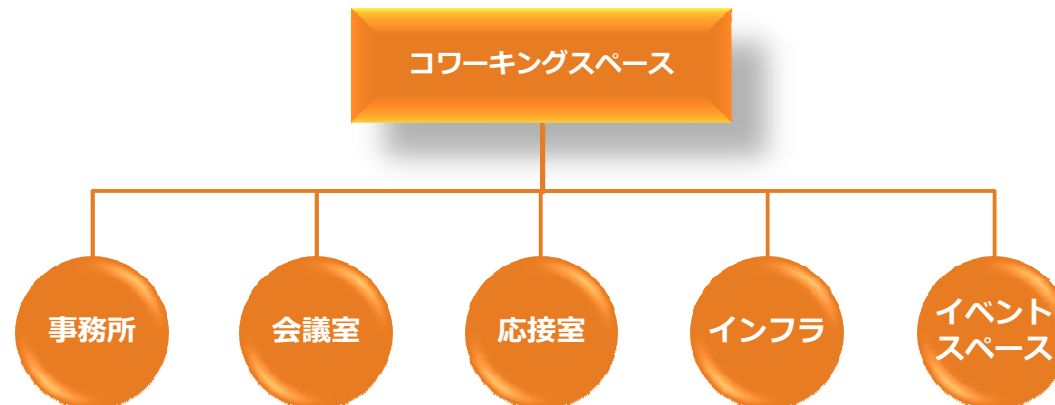 コワーキングスペース
事務所
会議室
応接室
インフラ
イベント
スペース